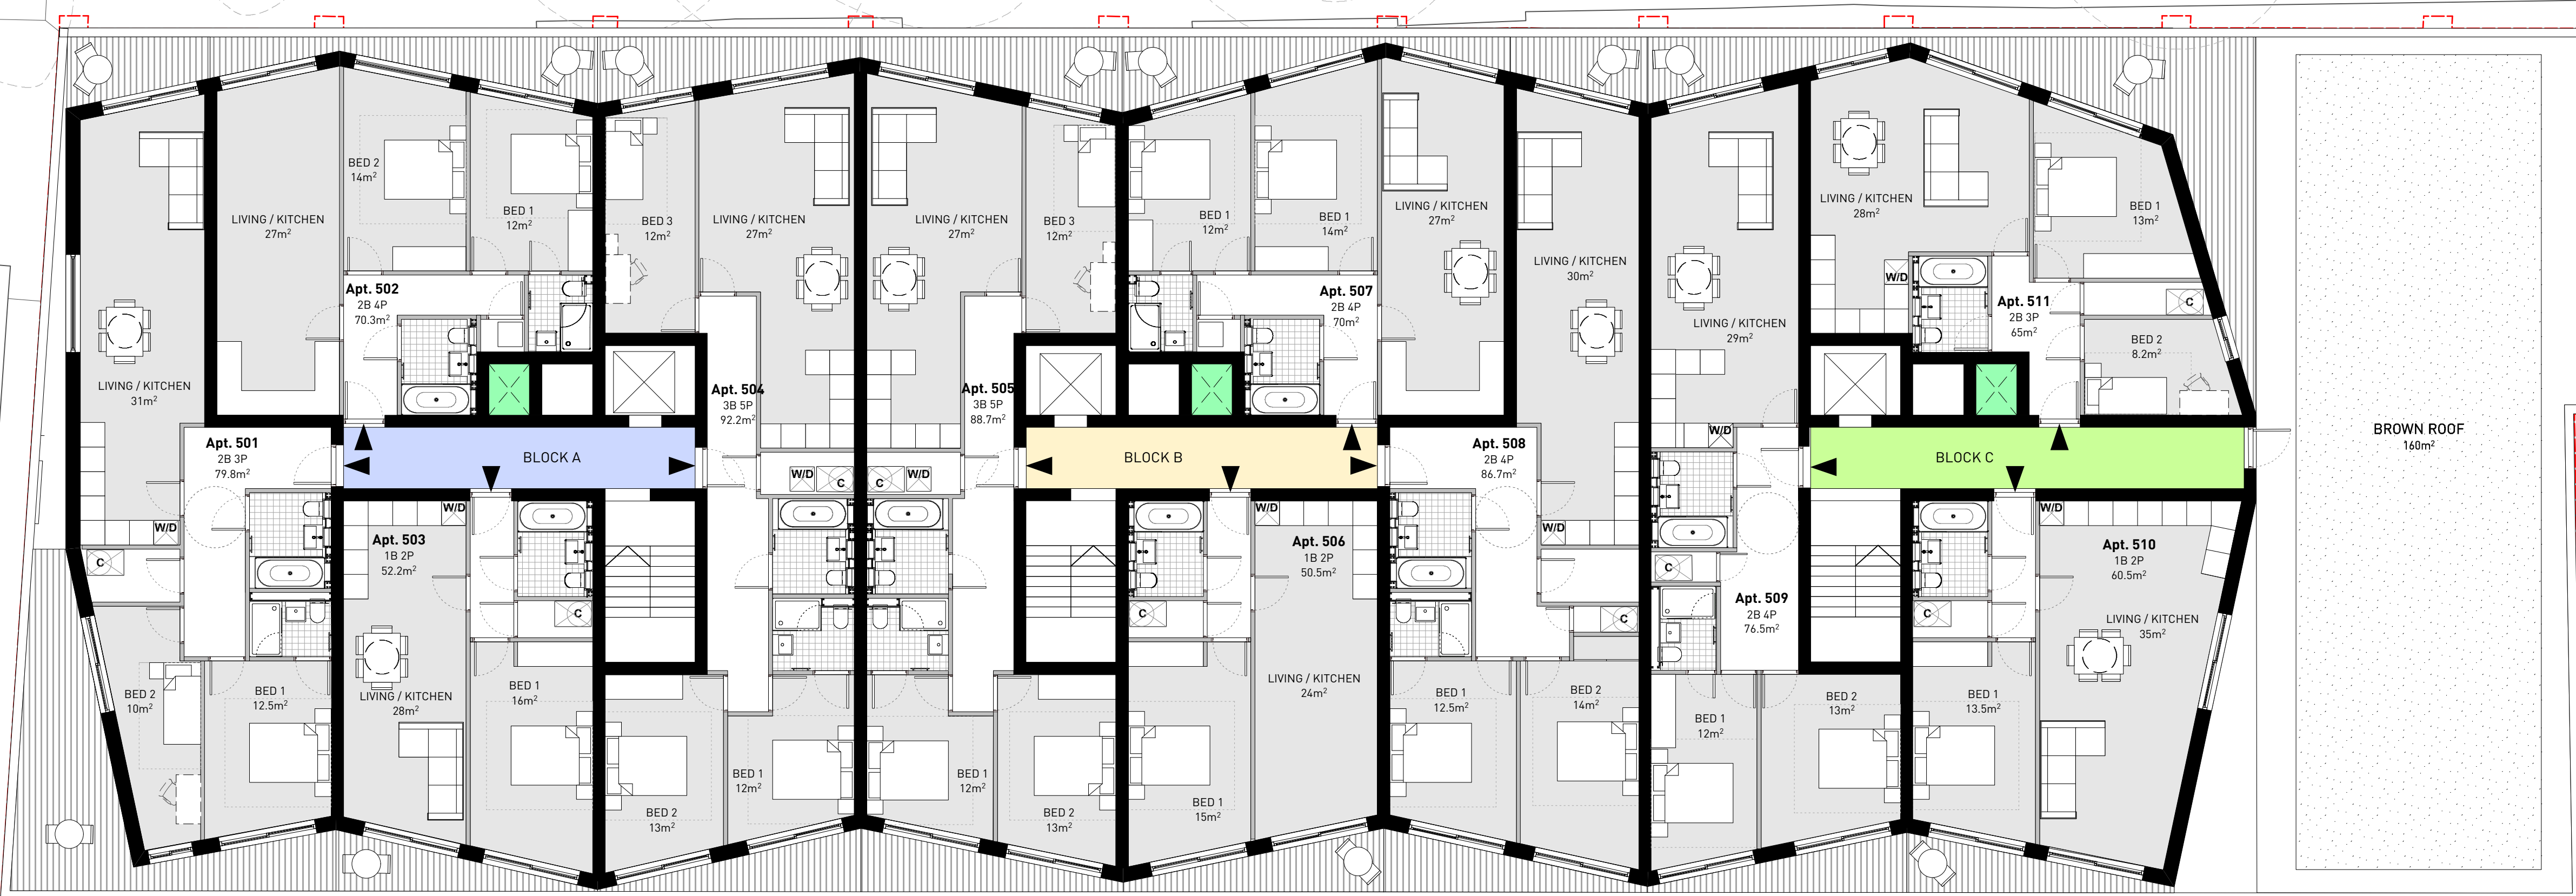 BED 2
14m²
BED 1
12m²
LIVING / KITCHEN
27m²
BED 3
12m²
LIVING / KITCHEN
27m²
LIVING / KITCHEN
27m²
BED 3
12m²
BED 1
12m²
BED 1
14m²
LIVING / KITCHEN
27m²
LIVING / KITCHEN
30m²
LIVING / KITCHEN
28m²
BED 1
13m²
Apt. 502
2B 4P
70.3m²
Apt. 507
2B 4P
70m²
LIVING / KITCHEN
29m²
W/D
Apt. 511
2B 3P
65m²
C
BED 2
8.2m²
LIVING / KITCHEN
31m²
Apt. 504
3B 5P
92.2m²
Apt. 505
3B 5P
88.7m²
W/D
Apt. 501
2B 3P
79.8m²
BLOCK A
BLOCK B
Apt. 508
2B 4P
86.7m²
BLOCK C
BROWN ROOF
160m²
W/D
C
C
W/D
W/D
W/D
W/D
W/D
W/D
Apt. 503
1B 2P
52.2m²
Apt. 506
1B 2P
50.5m²
Apt. 510
1B 2P
60.5m²
C
C
C
C
C
C
Apt. 509
2B 4P
76.5m²
LIVING / KITCHEN
35m²
BED 2
10m²
BED 1
12.5m²
LIVING / KITCHEN
28m²
BED 1
16m²
LIVING / KITCHEN
24m²
BED 1
12.5m²
BED 2
14m²
BED 1
12m²
BED 2
13m²
BED 1
13.5m²
BED 2
13m²
BED 1
12m²
BED 1
12m²
BED 2
13m²
BED 1
15m²